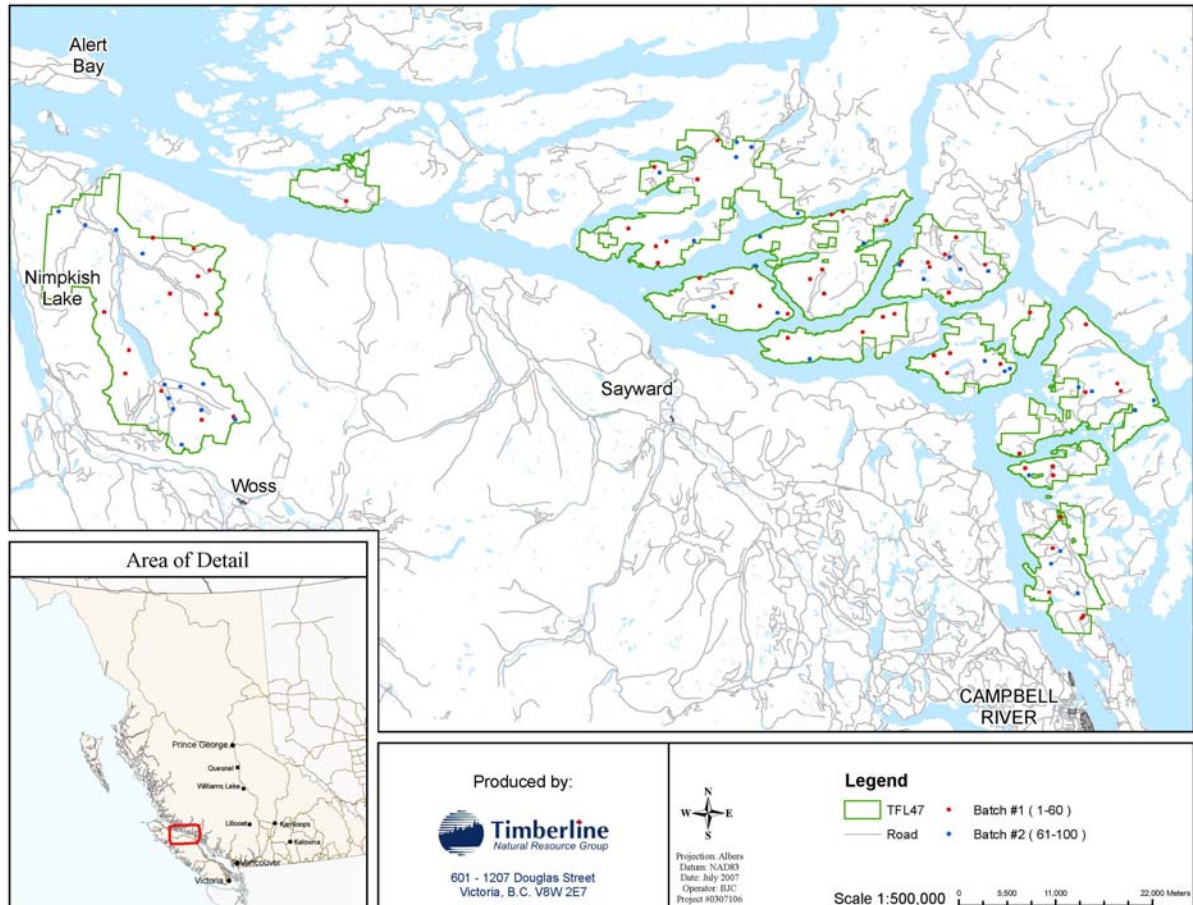 Alert
Bay
Nimpkish
Lake
Sayward
Woss
CAMPBELL
RIVER
Area of Detail
Prince George
Quesnel
Williams Lake
Lillooet
Kamloops
Kelowna
Vancouver
Victoria
Produced by:
Timberline
Natural Resource Group
601 - 1207 Douglas Street
Victoria, B.C. V8W 2E7
N
W E
S
Projection: Albers
Datum: NAD83
Date: July 2007
Operator: BJC
Project #0307106
Legend
TFL47
Batch #1 ( 1-60 )
Road
Batch #2 ( 61-100 )
Scale 1:500,000
0 5,500 11,000 22,000 Meters